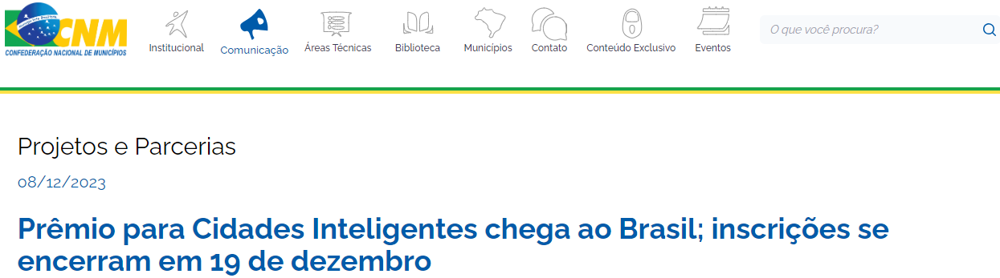 CNM
CONFEDERAÇÃO NACIONAL DE MUNICÍPIOS
Institucional
Comunicação
Áreas Técnicas
Biblioteca
Municípios
Contato
Conteúdo Exclusivo
Eventos
O que você procura?
Projetos e Parcerias
08/12/2023
Prêmio para Cidades Inteligentes chega ao Brasil; inscrições se
encerram em 19 de dezembro